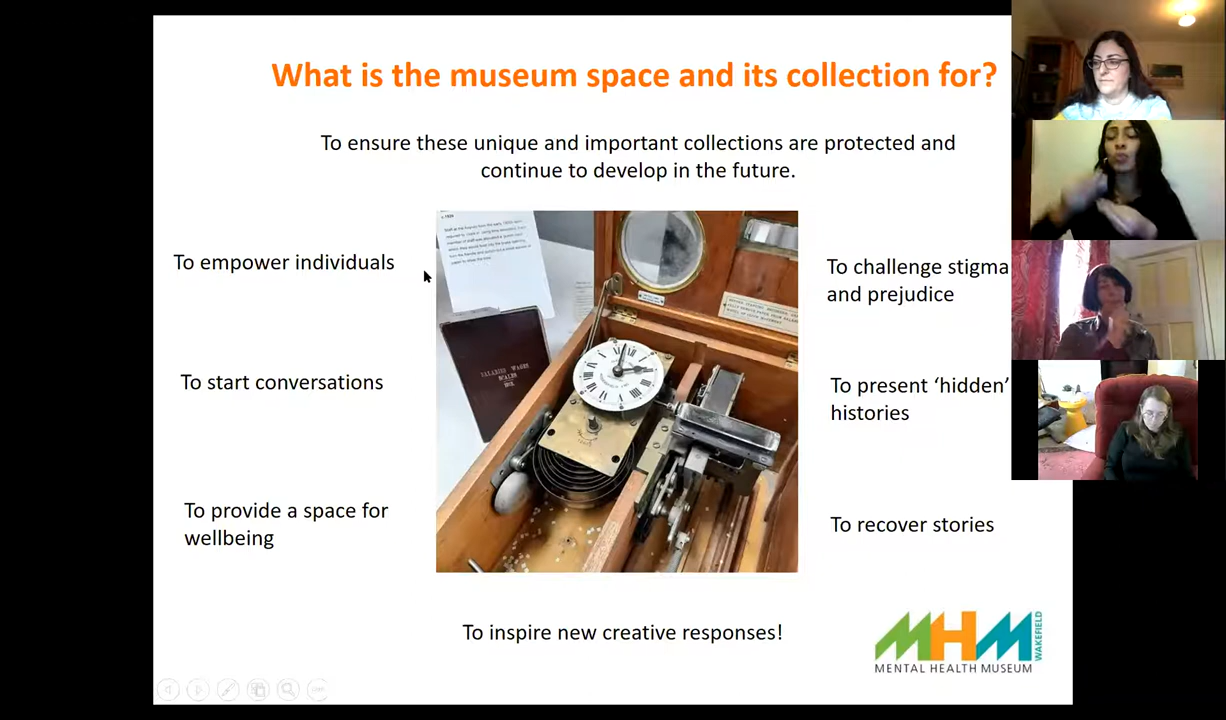 What is the museum space and its collection for?
To ensure these unique and important collections are protected and
continue to develop in the future.
To empower individuals
To start conversations
To provide a space for
wellbeing
SALARIES WAGES
SCALES
To challenge stigma
and prejudice
To present ‘hidden’
histories
To recover stories
To inspire new creative responses!
MHM
WAKEFIELD
MENTAL HEALTH MUSEUM